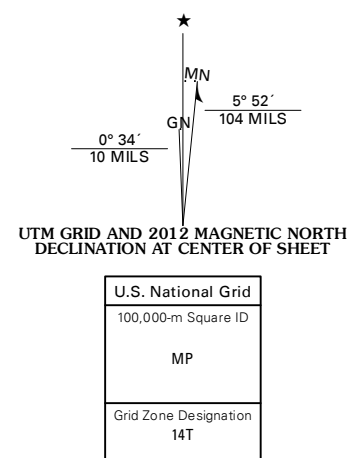 ★
MN
GN
5° 52´
104 MILS
0° 34´
10 MILS
UTM GRID AND 2012 MAGNETIC NORTH
DECLINATION AT CENTER OF SHEET
U.S. National Grid
100,000-m Square ID
MP
Grid Zone Designation
14T